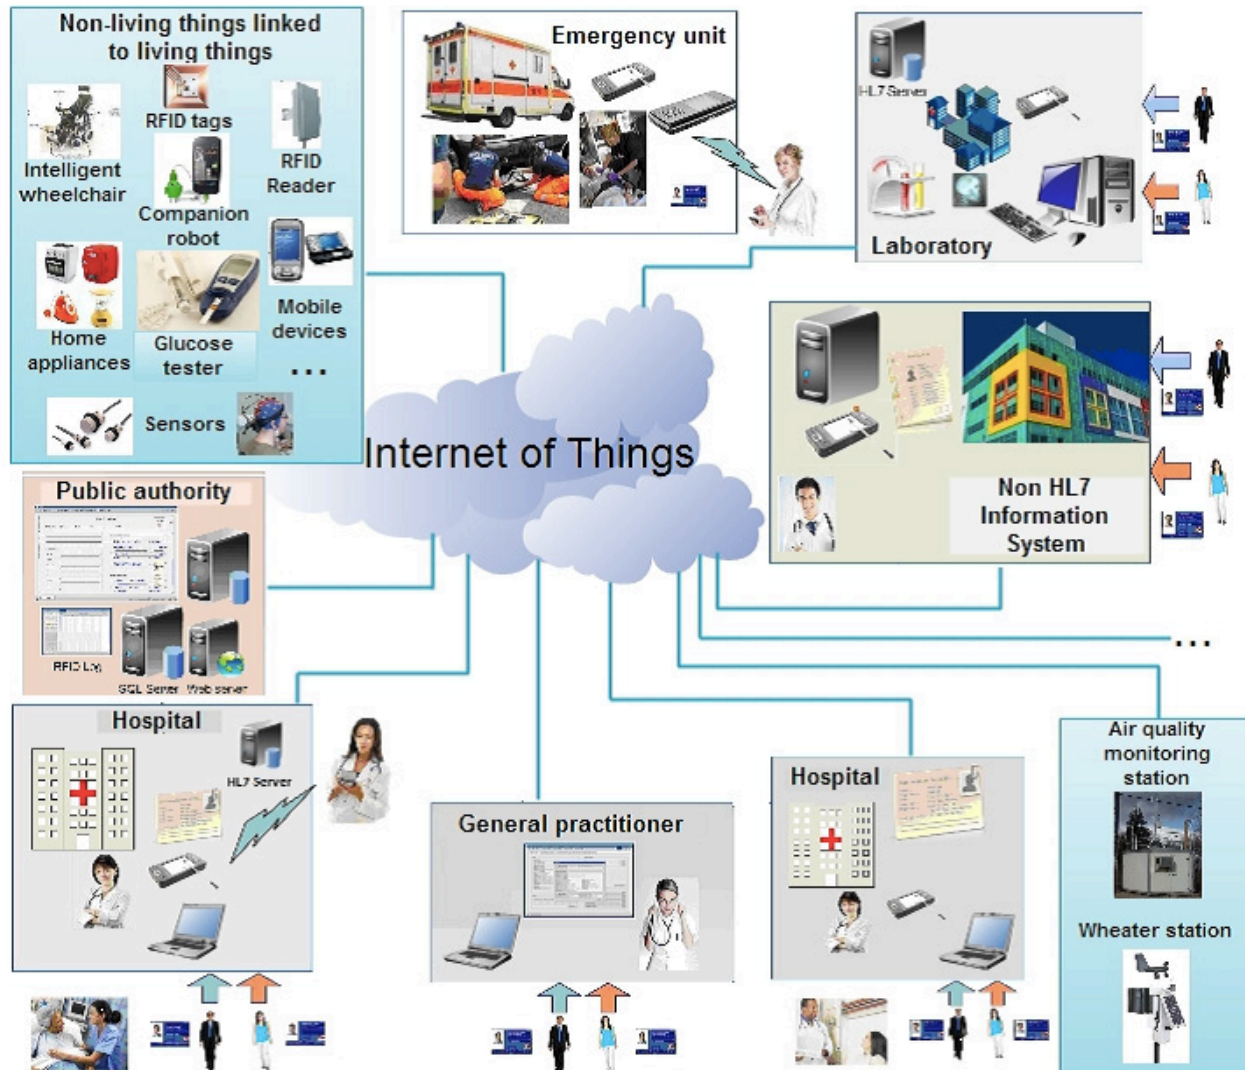 Non-living things linked
to living things
RFID tags
RFID
Reader
Intelligent
wheelchair
Companion
robot
Mobile
devices
Home
appliances
Glucose
tester
...
Sensors
Emergency unit
HL7 Server
Laboratory
Internet of Things
Non HL7
Information
System
Public authority
RFID Log
SQL Server
Web server
...
Hospital
HL7 Server
General practitioner
Hospital
Air quality
monitoring
station
Wheater station